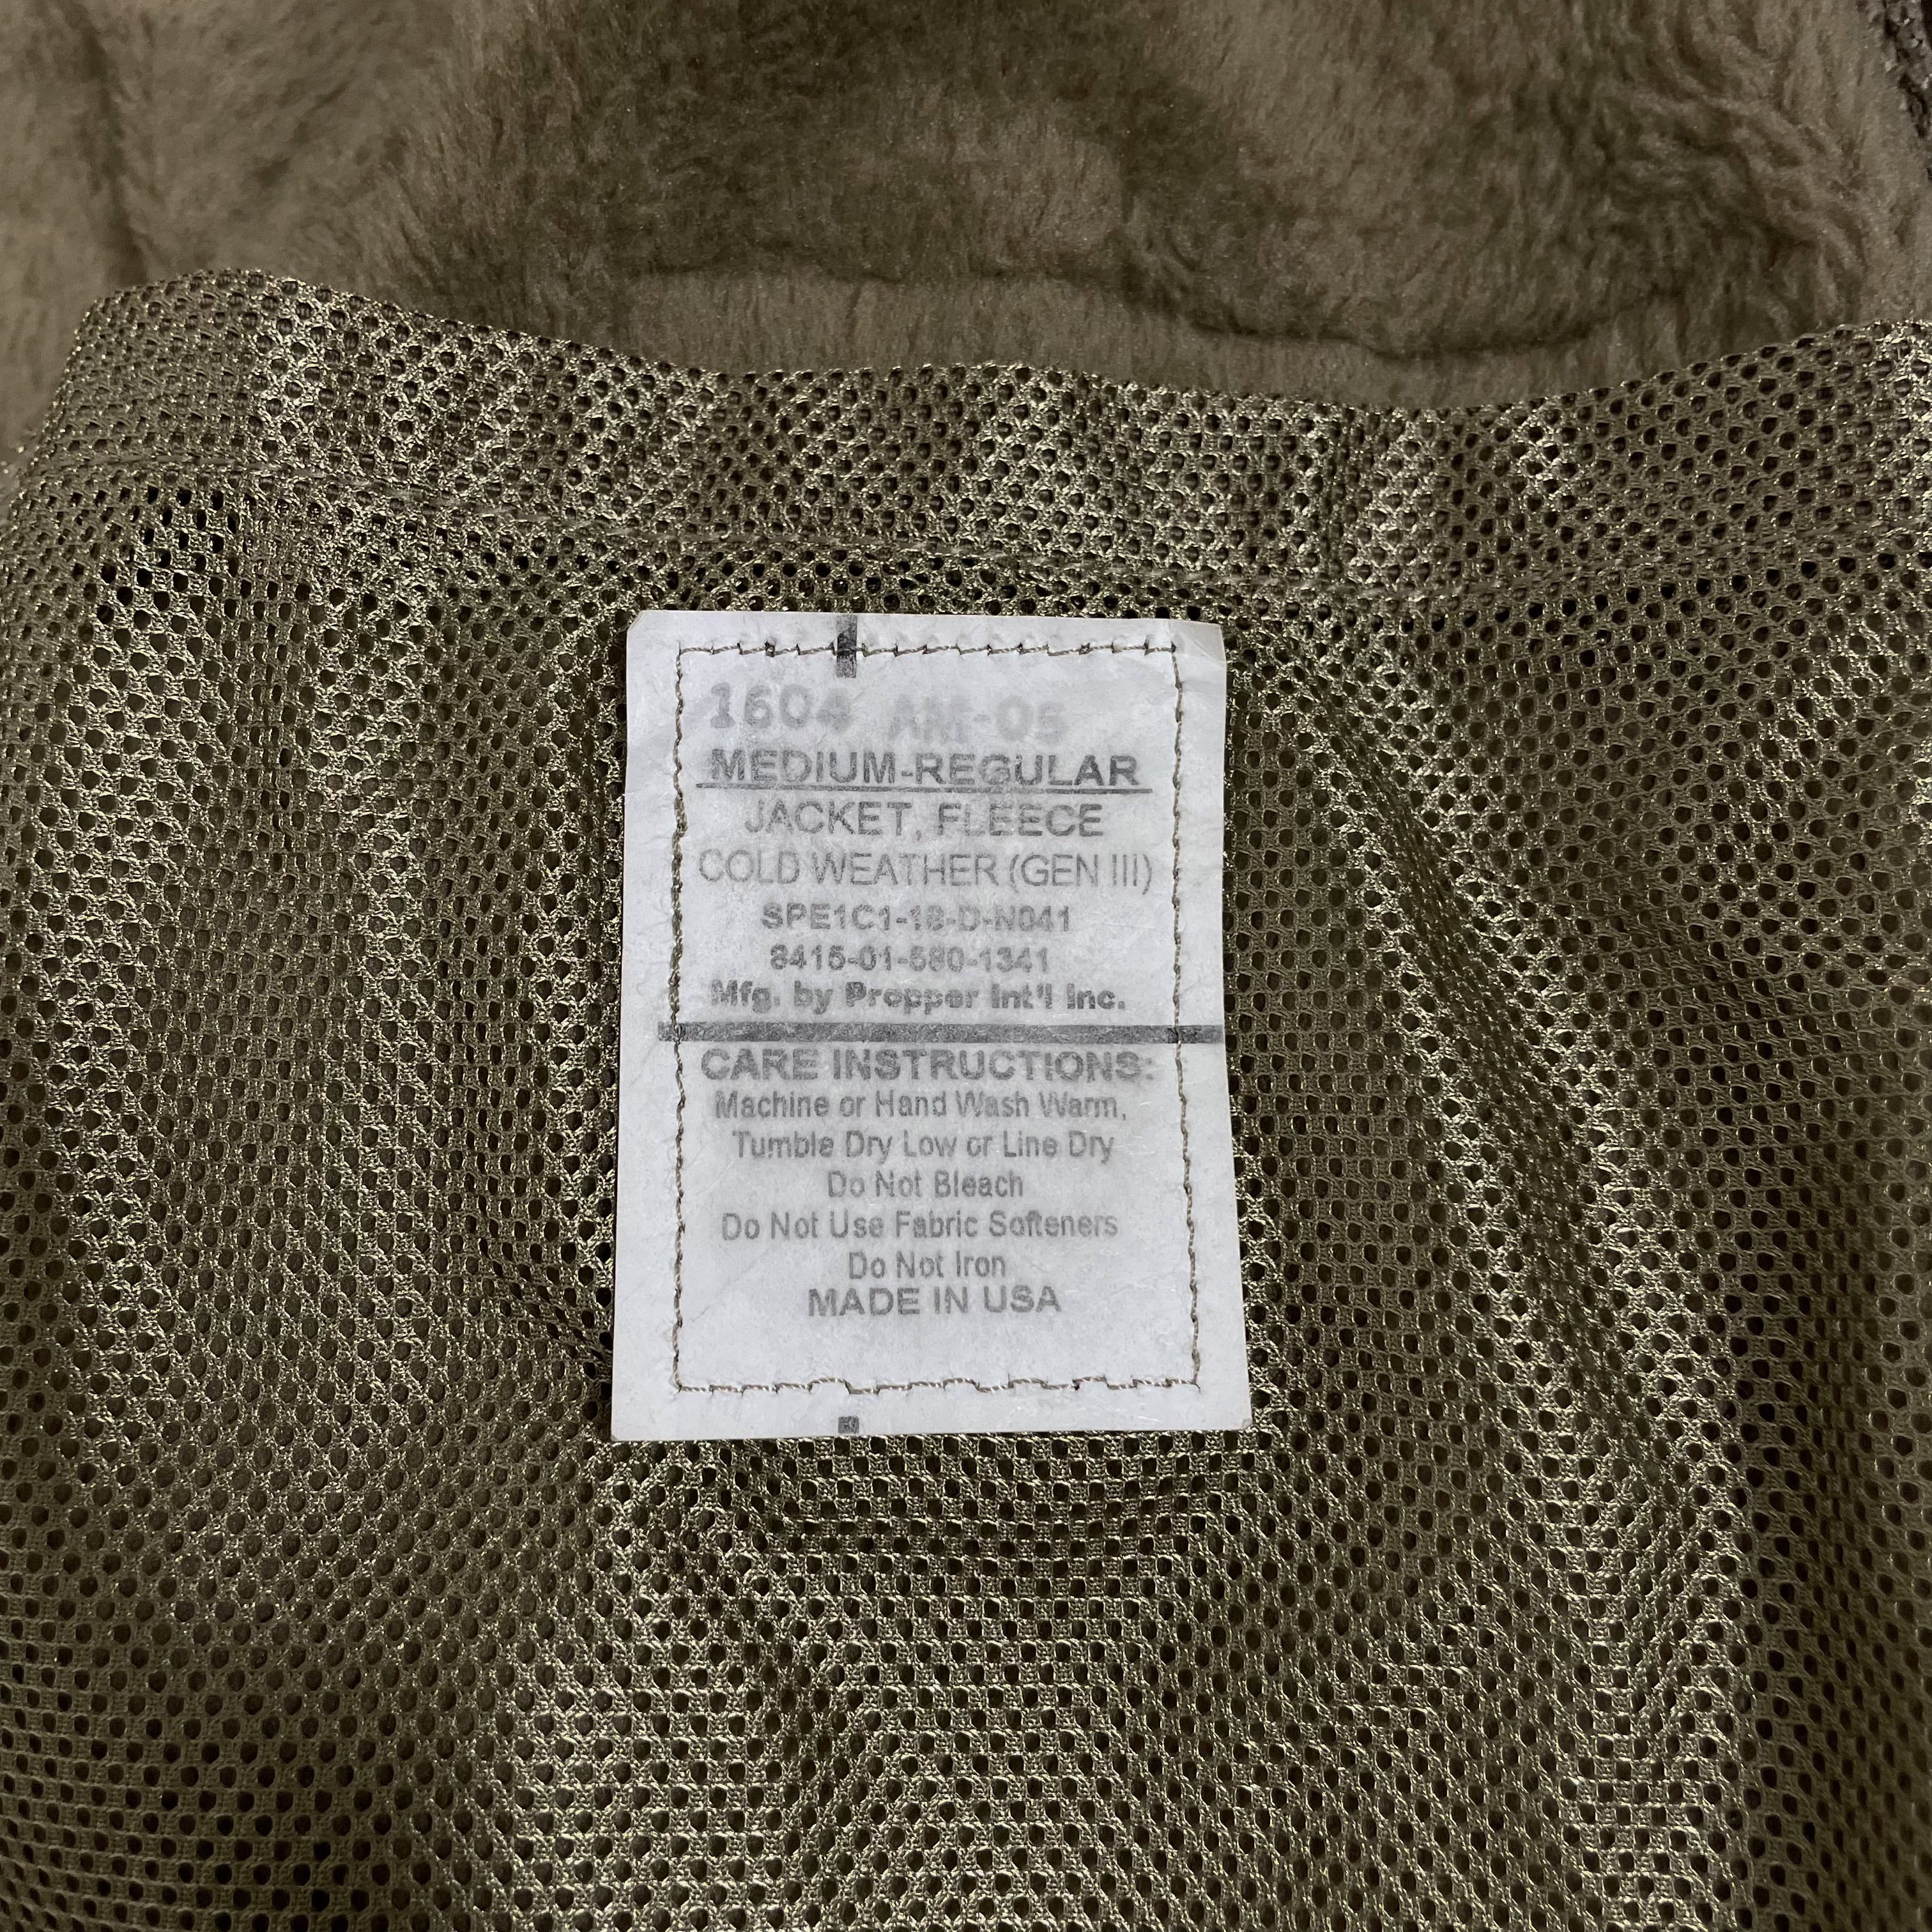 1604 AM-05
MEDIUM-REGULAR
JACKET, FLEECE
COLD WEATHER (GEN III)
SPE1C1-18-D-N041
8415-01-580-1341
Mfg. by Propper Int'l Inc.
CARE INSTRUCTIONS:
Machine or Hand Wash Warm,
Tumble Dry Low or Line Dry
Do Not Bleach
Do Not Use Fabric Softeners
Do Not Iron
MADE IN USA